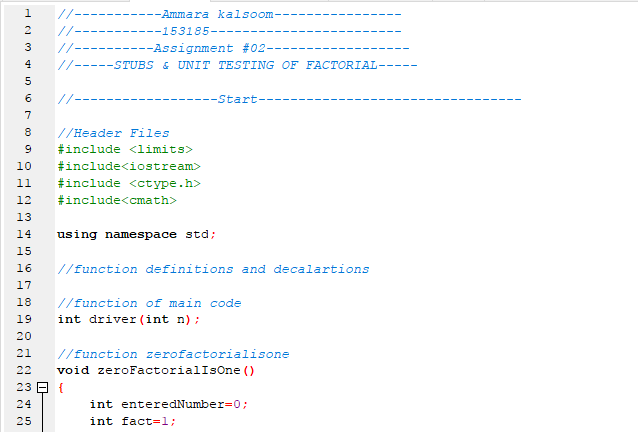 1 //-----------Ammara kalsoom----------------
2 //-----------153185------------------------
3 //----------Assignment #02------------------
4 //-----STUBS & UNIT TESTING OF FACTORIAL-----
5
6 //------------------Start---------------------------------
7
8 //Header Files
9 #include <limits>
10 #include<iostream>
11 #include <ctype.h>
12 #include<cmath>
13
14 using namespace std;
15
16 //function definitions and decalartions
17
18 //function of main code
19 int driver(int n);
20
21 //function zerofactorialisone
22 void zeroFactorialIsOne()
23 {
24 int enteredNumber=0;
25 int fact=1;